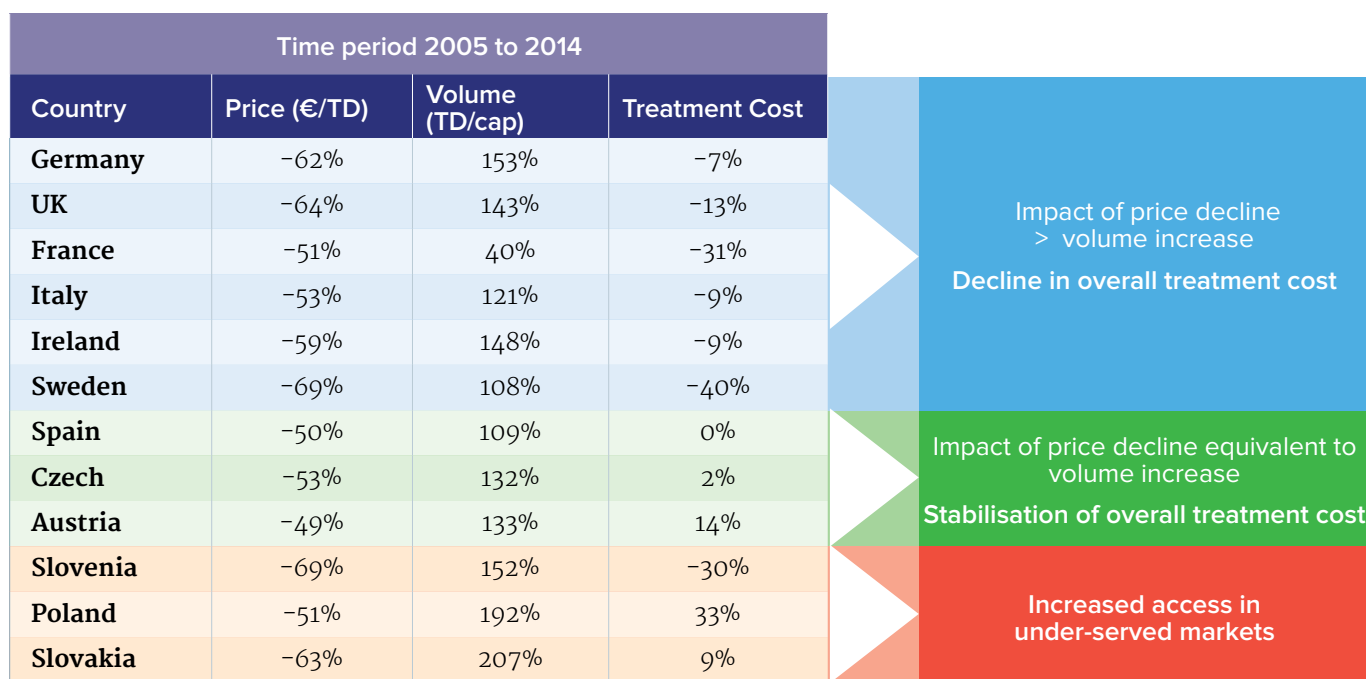 Time period 2005 to 2014
Country Price (€/TD) Volume (TD/cap) Treatment Cost
Germany -62% 153% -7%
UK -64% 143% -13%
France -51% 40% -31%
Italy -53% 121% -9%
Ireland -59% 148% -9%
Sweden -69% 108% -40%
Spain -50% 109% 0%
Czech -53% 132% 2%
Austria -49% 133% 14%
Slovenia -69% 152% -30%
Poland -51% 192% 33%
Slovakia -63% 207% 9%
Impact of price decline
> volume increase
Decline in overall treatment cost
Impact of price decline equivalent to
volume increase
Stabilisation of overall treatment cost
Increased access in
under-served markets